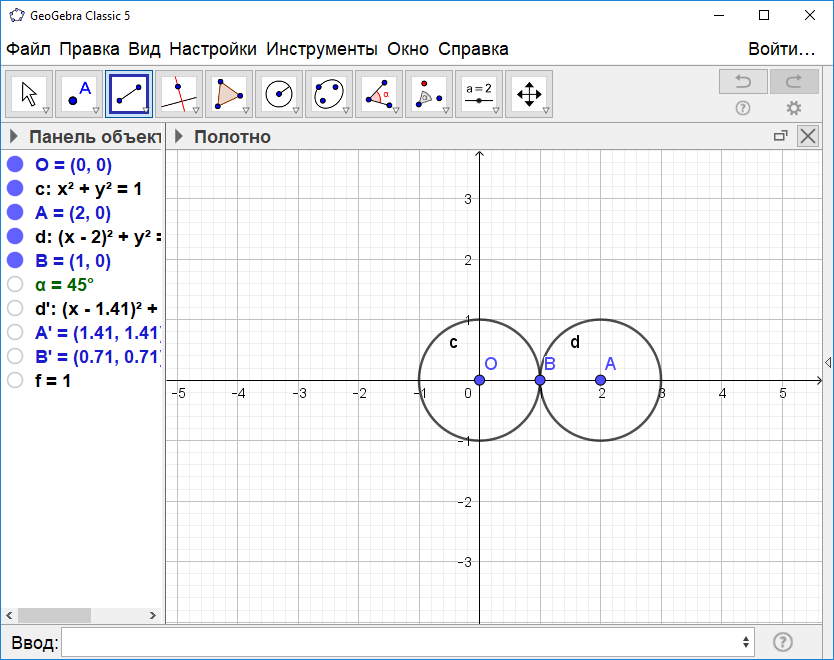 GeoGebra Classic 5
Файл Правка Вид Настройки Инструменты Окно Справка Войти...
A α α a = 2
Панель объект
Полотно
O = (0, 0)
c: x² + y² = 1
A = (2, 0)
d: (x - 2)² + y² =
B = (1, 0)
α = 45°
d': (x - 1.41)² +
A' = (1.41, 1.41
B' = (0.71, 0.71
f = 1
3
2
1
c d
O B A
-5 -4 -3 -2 -1 0 1 2 3 4 5
-1
-2
-3
Ввод: